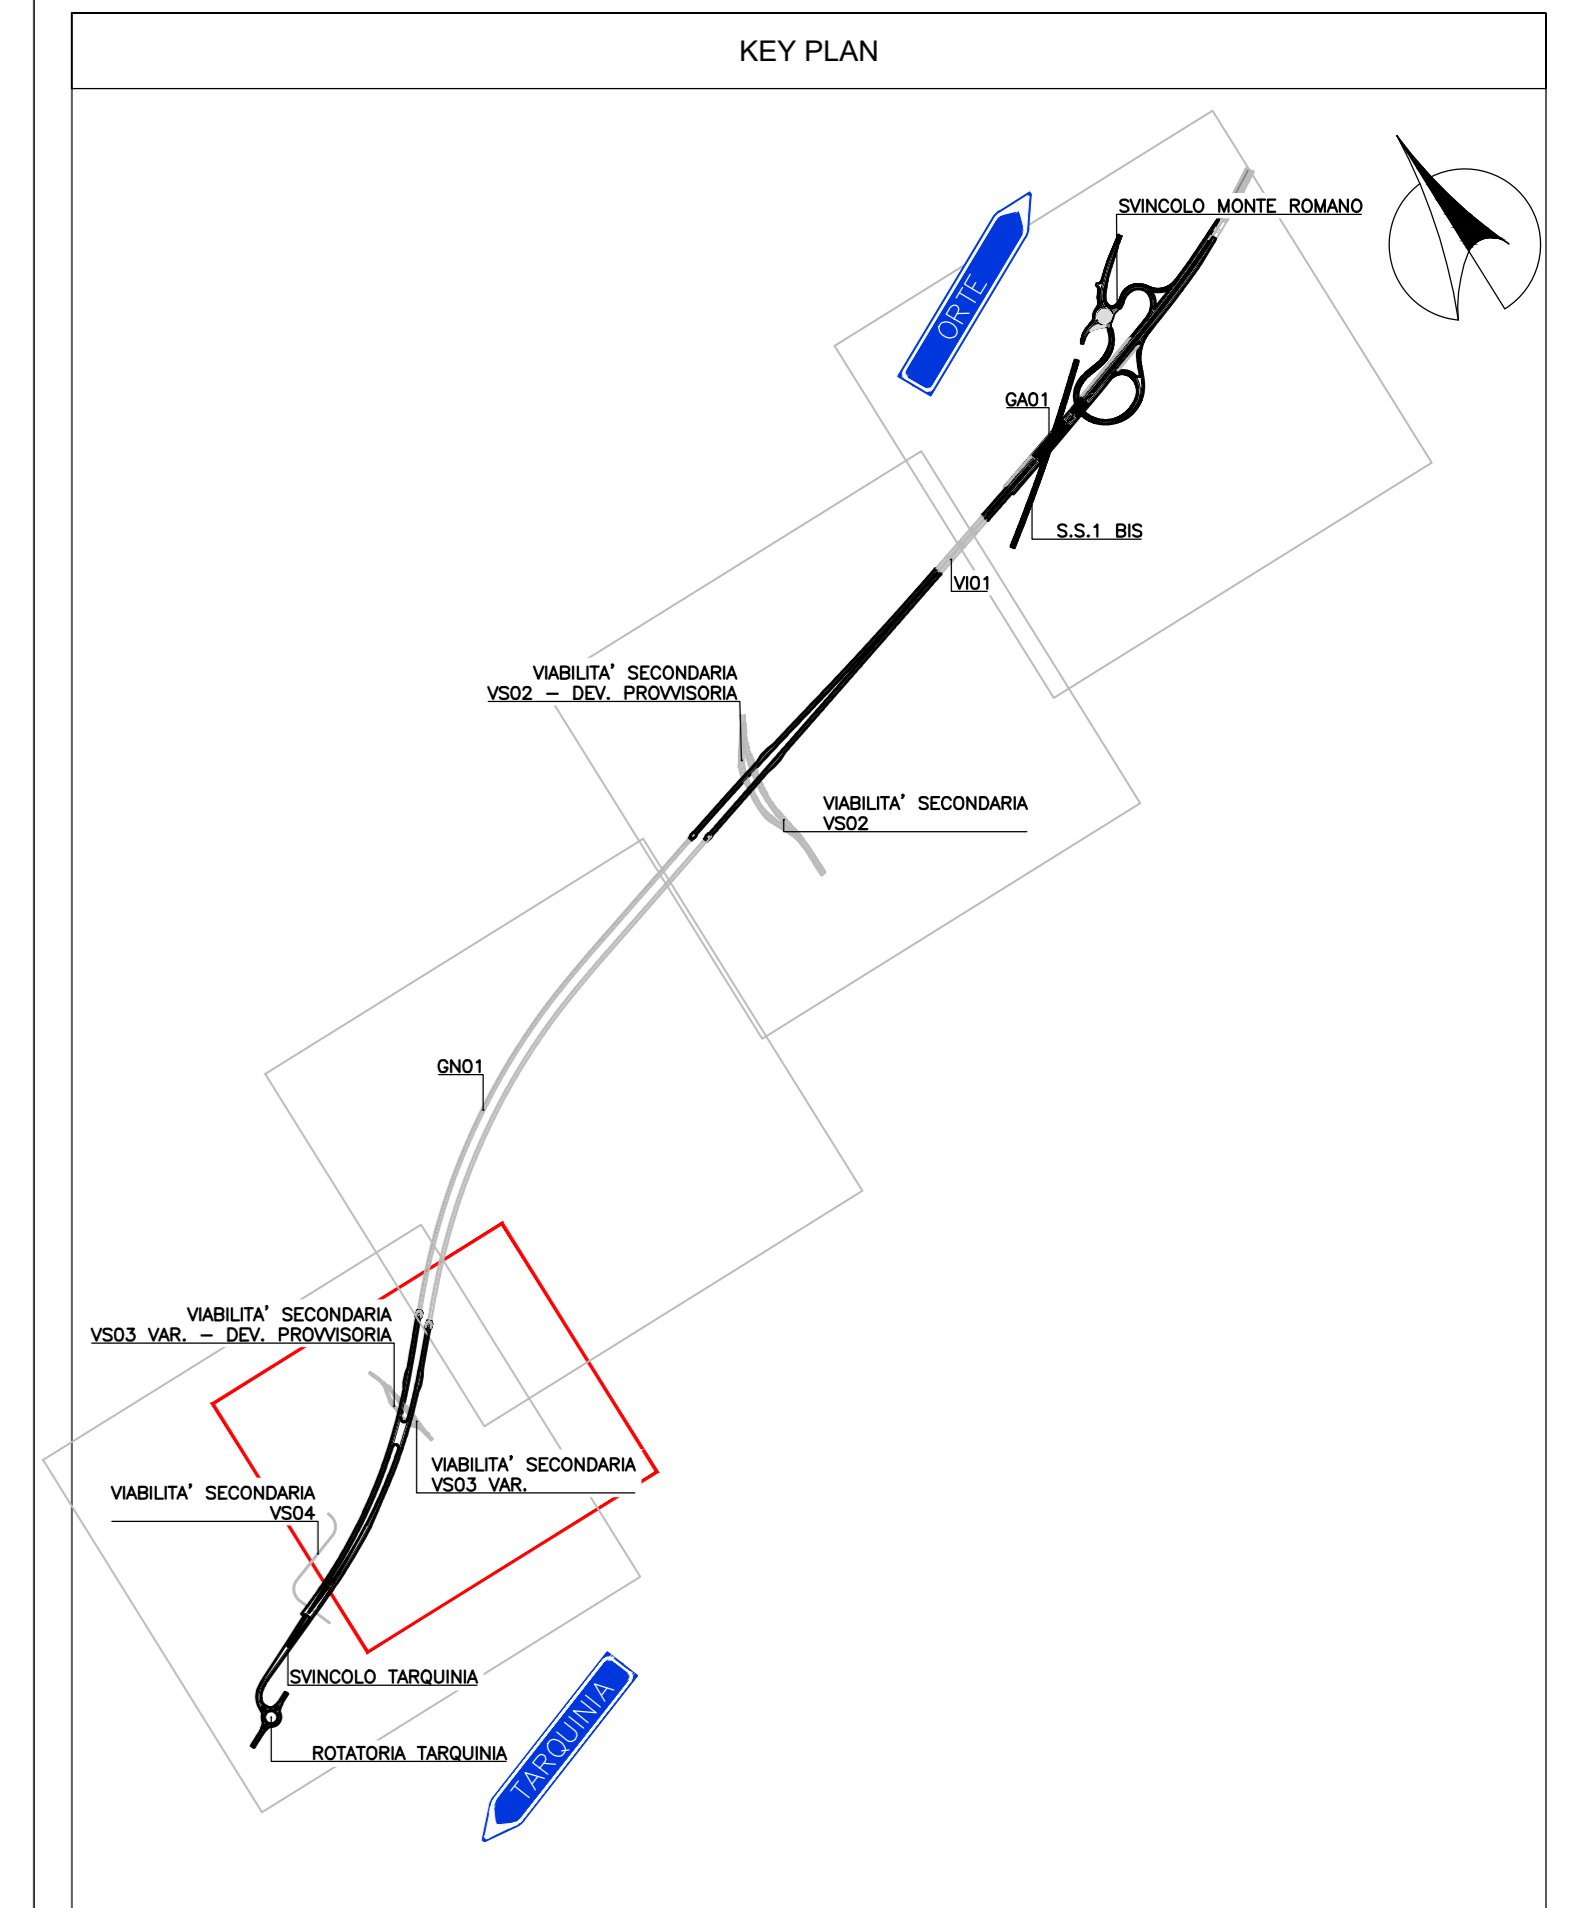 KEY PLAN
SVINCOLO MONTE ROMANO
ORTE
GA01
S.S.1 BIS
VI01
VIABILITA' SECONDARIA
VS02 – DEV. PROVVISORIA
VIABILITA' SECONDARIA
VS02
GN01
VIABILITA' SECONDARIA
VS03 VAR. – DEV. PROVVISORIA
VIABILITA' SECONDARIA
VS03 VAR.
VIABILITA' SECONDARIA
VS04
SVINCOLO TARQUINIA
TARQUINIA
ROTATORIA TARQUINIA